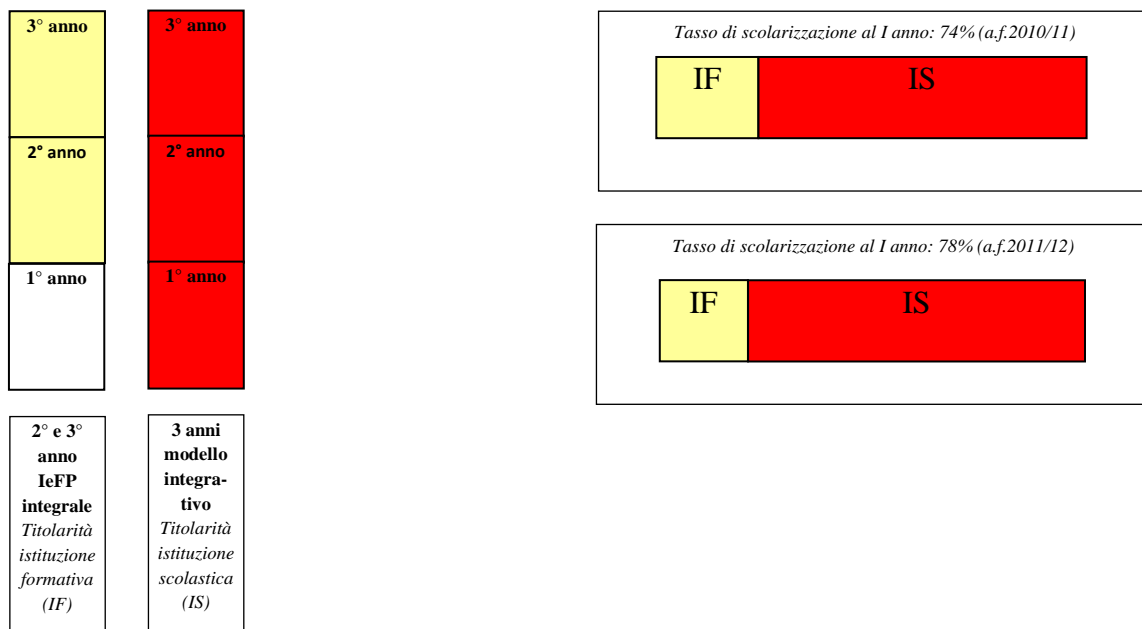 3° anno
2° anno
1° anno
2° e 3°
anno
IeFP
integrale
Titolarità
istituzione
formativa
(IF)
3° anno
2° anno
1° anno
3 anni
modello
integra-
tivo
Titolarità
istituzione
scolastica
(IS)
Tasso di scolarizzazione al I anno: 74% (a.f.2010/11)
IF
IS
Tasso di scolarizzazione al I anno: 78% (a.f.2011/12)
IF
IS